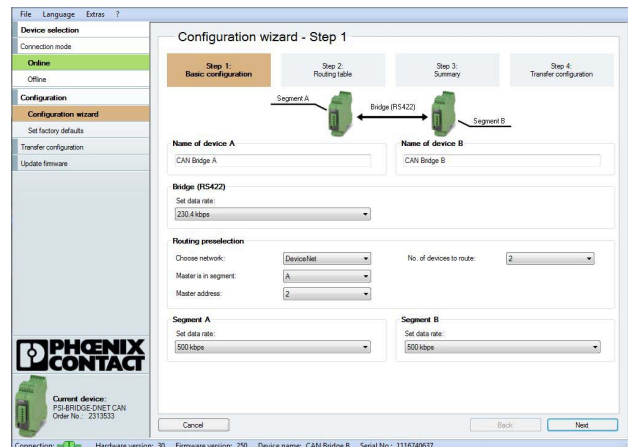 File Language Extras ?
Device selection
Connection mode
Online
Offline
Configuration
Configuration wizard
Set factory defaults
Transfer configuration
Update firmware
Configuration wizard - Step 1
Step 1:
Basic configuration
Step 2:
Routing table
Step 3:
Summary
Step 4:
Transfer configuration
Segment A
Bridge (RS422)
Segment B
Name of device A
CAN Bridge A
Name of device B
CAN Bridge B
Bridge (RS422)
Set data rate:
230.4 kbps
Routing preselection
Choose network: DeviceNet No. of devices to route: 2
Master is in segment: A
Master address: 2
Segment A
Set data rate:
500 kbps
Segment B
Set data rate:
500 kbps
PHŒNIX
CONTACT
Current device:
PSI-BRIDGE-DNET CAN
Order No.: 2313533
Cancel Back Next
Connection: Hardware version: 30 Firmware version: 250 Device name: CAN Bridge B Serial No.: 1116740637